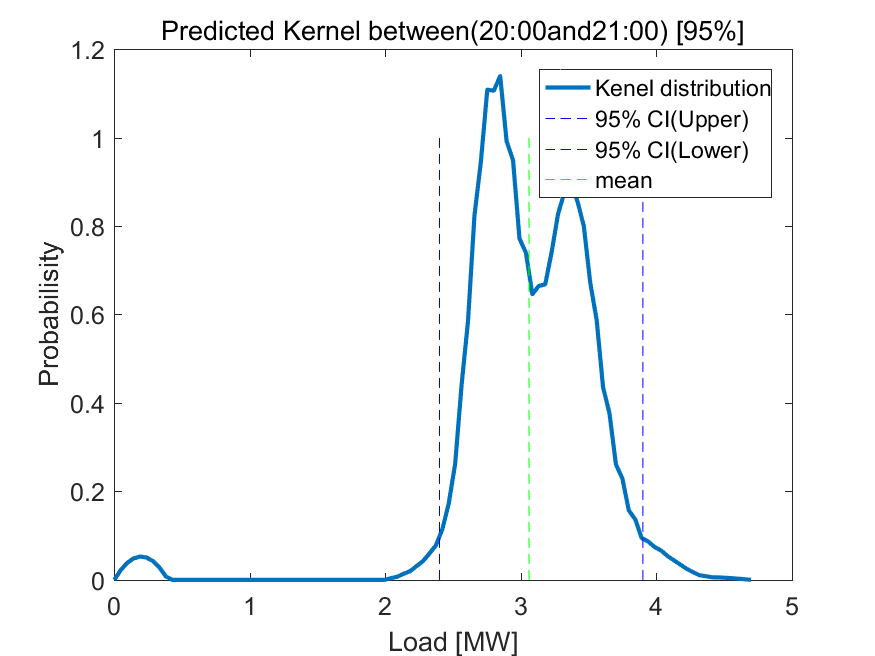 Predicted Kernel between(20:00and21:00) [95%]
1.2
1
0.8
0.6
0.4
0.2
0
Probabilisity
Kenel distribution
95% CI(Upper)
95% CI(Lower)
mean
0 1 2 3 4 5
Load [MW]